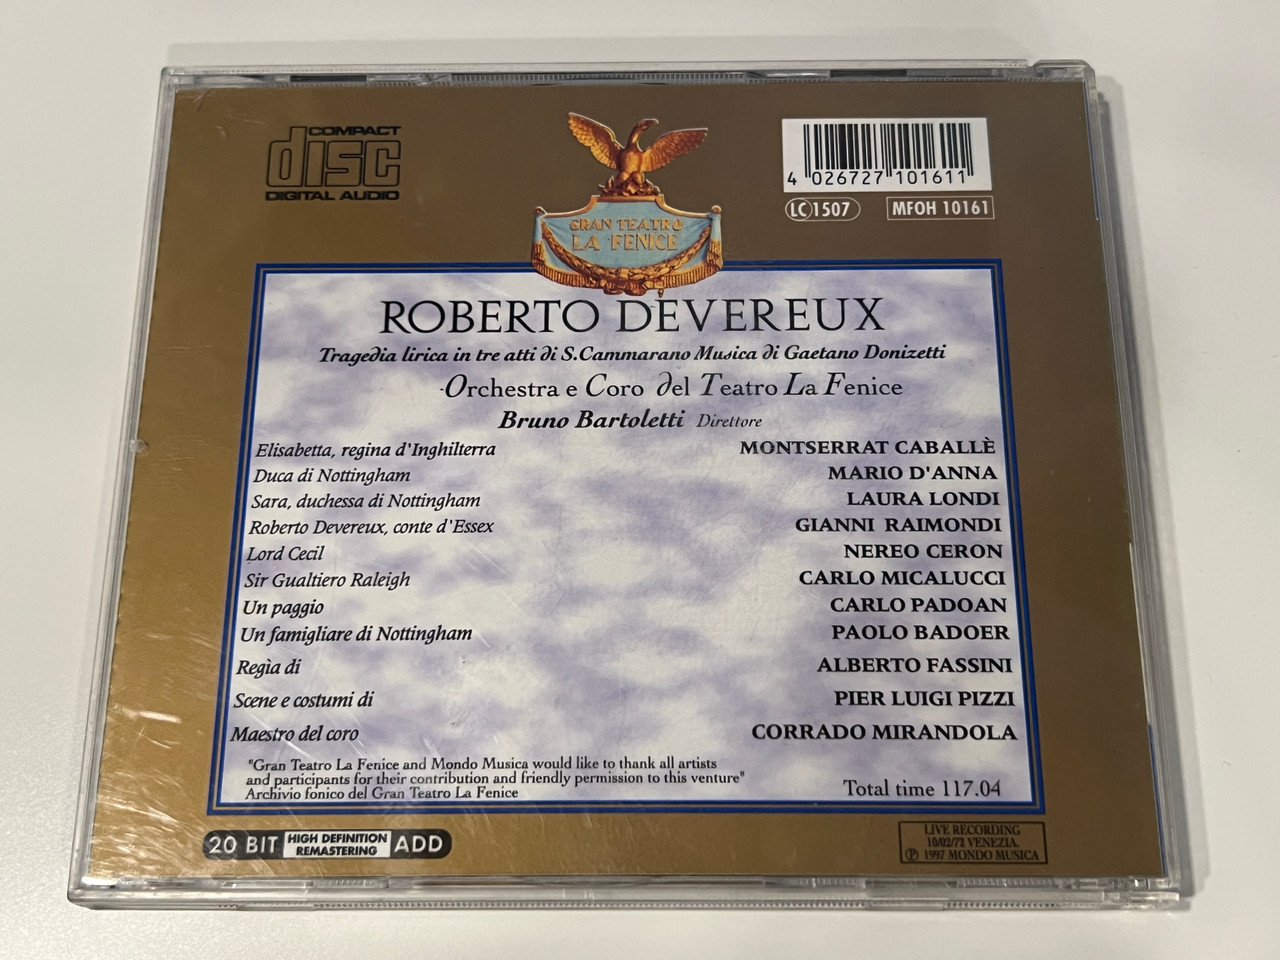 COMPACT
disc
DIGITAL AUDIO
GRAN TEATRO
LA FENICE
4 026727 101611
LC 1507
MFOH 10161
ROBERTO DEVEREUX
Tragedia lirica in tre atti di S.Cammarano Musica di Gaetano Donizetti
Orchestra e Coro del Teatro La Fenice
Bruno Bartoletti Direttore
Elisabetta, regina d'Inghilterra MONTSERRAT CABALLÈ
Duca di Nottingham MARIO D'ANNA
Sara, duchessa di Nottingham LAURA LONDI
Roberto Devereux, conte d'Essex GIANNI RAIMONDI
Lord Cecil NEREO CERON
Sir Gualtiero Raleigh CARLO MICALUCCI
Un paggio CARLO PADOAN
Un famigliare di Nottingham PAOLO BADOER
Regìa di ALBERTO FASSINI
Scene e costumi di PIER LUIGI PIZZI
Maestro del coro CORRADO MIRANDOLA
"Gran Teatro La Fenice and Mondo Musica would like to thank all artists
and participants for their contribution and friendly permission to this venture"
Archivio fonico del Gran Teatro La Fenice
Total time 117.04
20 BIT HIGH DEFINITION REMASTERING ADD
LIVE RECORDING
10/02/72 VENEZIA
℗ 1997 MONDO MUSICA